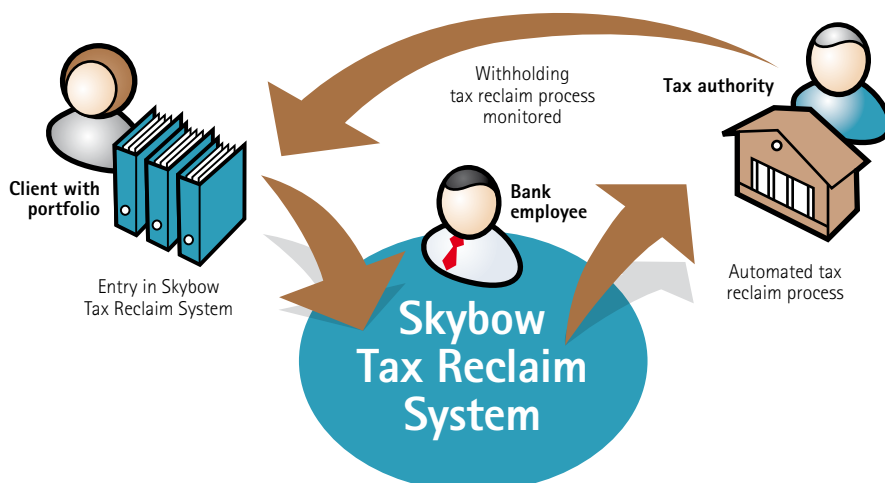 Withholding
tax reclaim process
monitored
Tax authority
Client with
portfolio
Bank
employee
Entry in Skybow
Tax Reclaim System
Automated tax
reclaim process
Skybow
Tax Reclaim
System